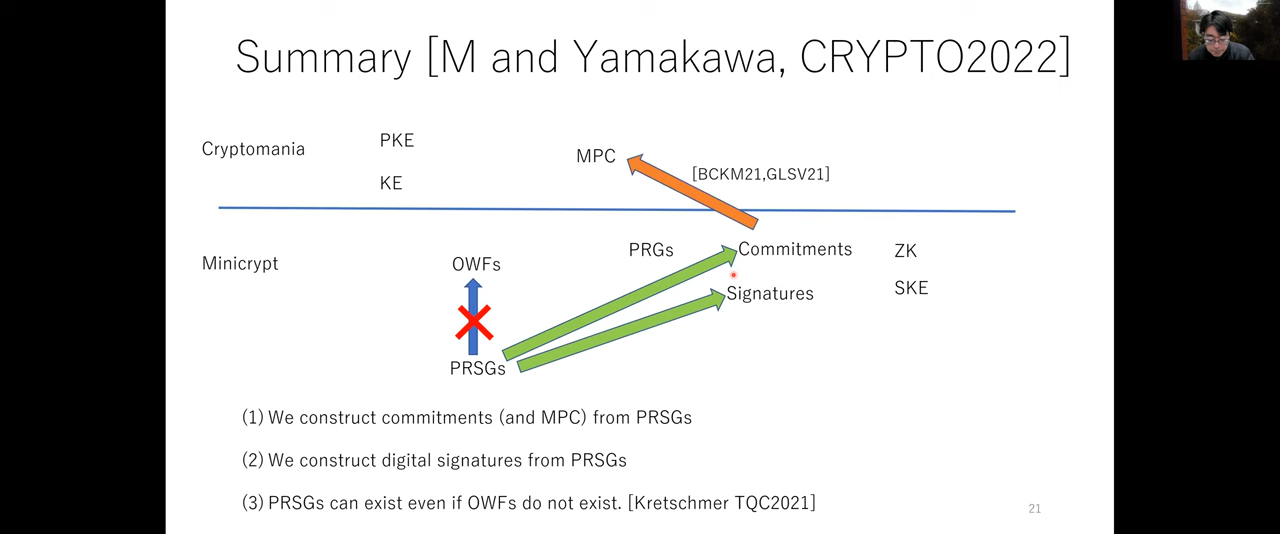 Summary [M and Yamakawa, CRYPTO2022]
Cryptomania
PKE
KE
MPC
[BCKM21,GLSV21]
Minicrypt
OWFs
PRGs
Commitments
ZK
Signatures
SKE
PRSGs
(1) We construct commitments (and MPC) from PRSGs
(2) We construct digital signatures from PRSGs
(3) PRSGs can exist even if OWFs do not exist. [Kretschmer TQC2021]
21